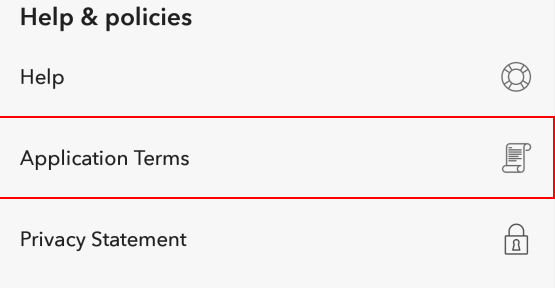 Help & policies
Help
Application Terms
Privacy Statement